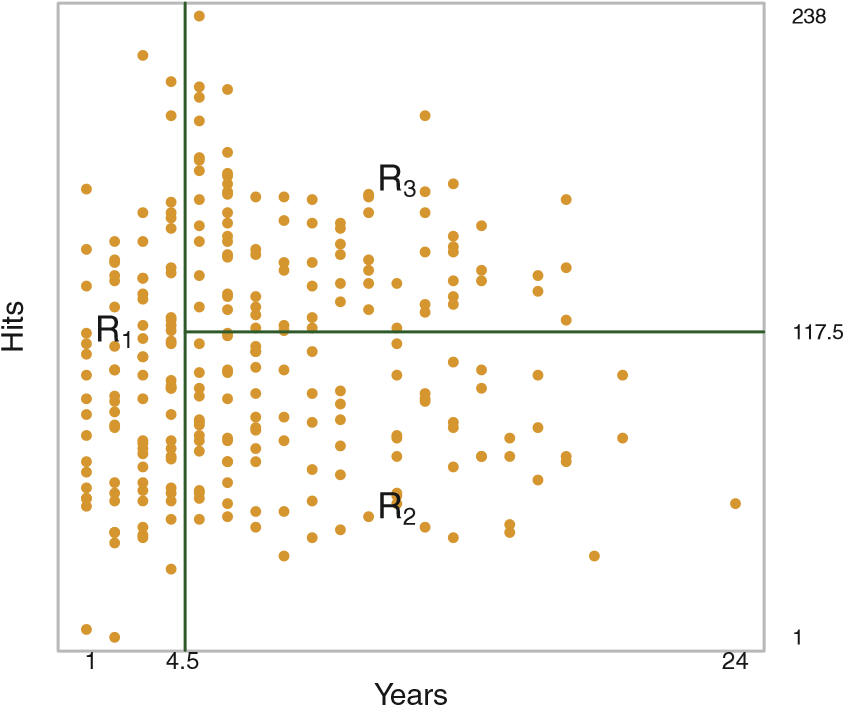 238
R₃
Hits
R₁
117.5
R₂
1
1 4.5 24
Years